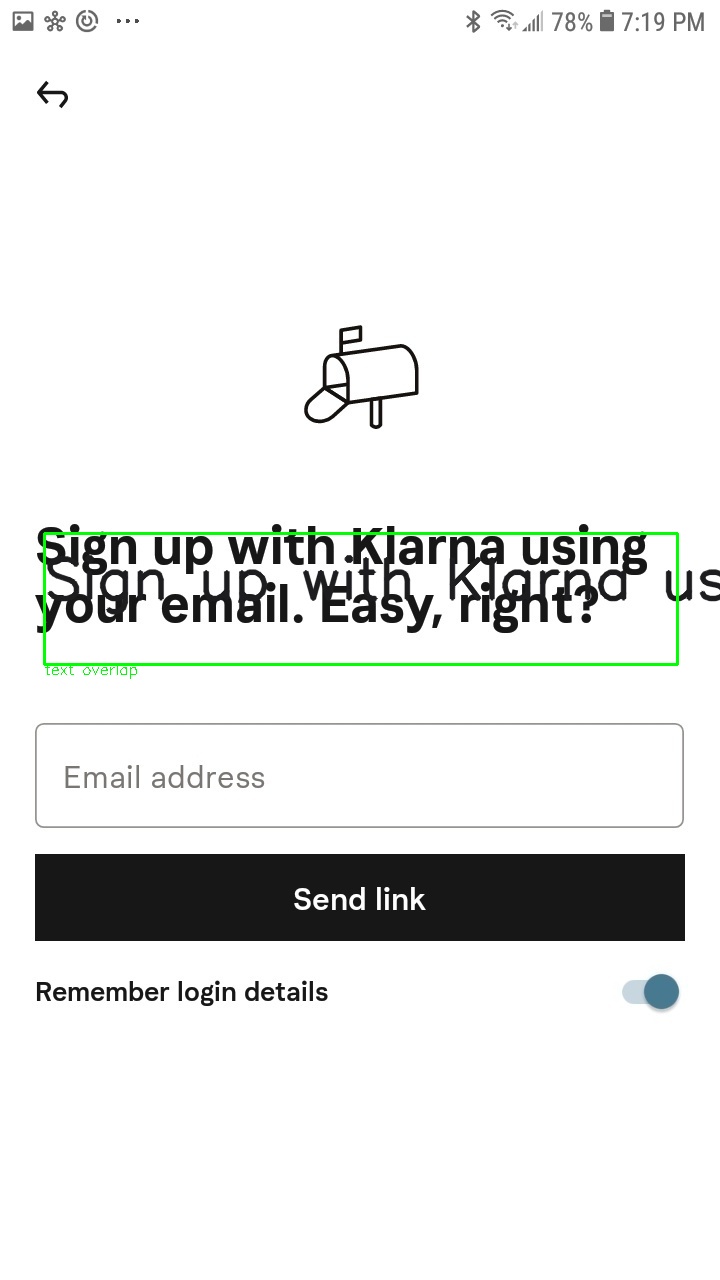 78% 7:19 PM
Sign up with Klarna using
Sign up with Klarna us
your email. Easy, right?
text overlap
Email address
Send link
Remember login details